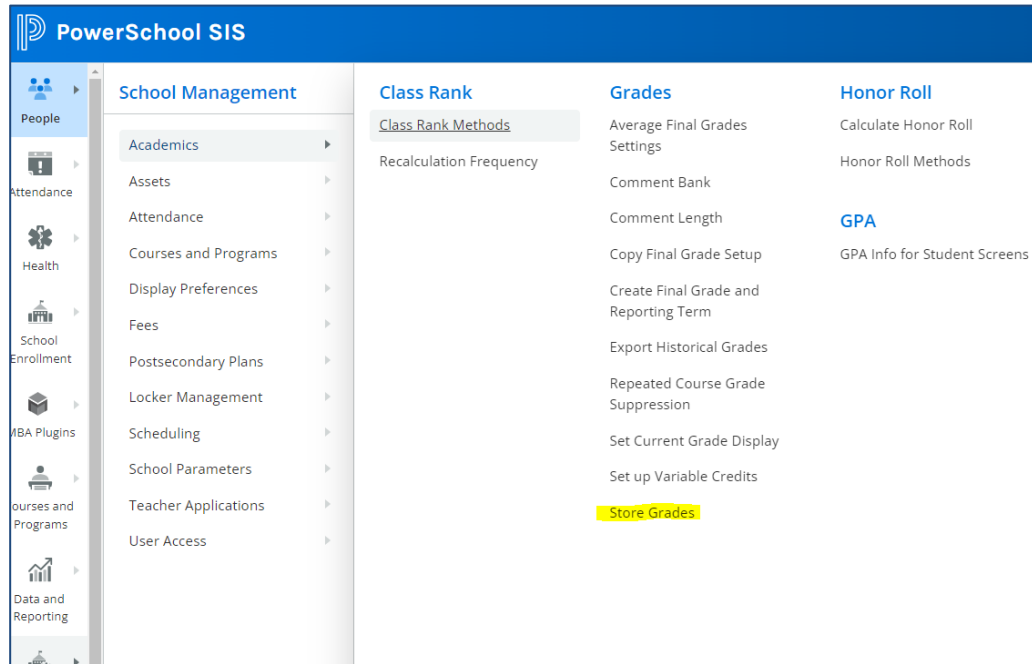 PowerSchool SIS
People
Attendance
Health
School
Enrollment
MBA Plugins
ourses and
Programs
Data and
Reporting
School Management
Academics
Assets
Attendance
Courses and Programs
Display Preferences
Fees
Postsecondary Plans
Locker Management
Scheduling
School Parameters
Teacher Applications
User Access
Class Rank
Class Rank Methods
Recalculation Frequency
Grades
Average Final Grades
Settings
Comment Bank
Comment Length
Copy Final Grade Setup
Create Final Grade and
Reporting Term
Export Historical Grades
Repeated Course Grade
Suppression
Set Current Grade Display
Set up Variable Credits
Store Grades
Honor Roll
Calculate Honor Roll
Honor Roll Methods
GPA
GPA Info for Student Screens